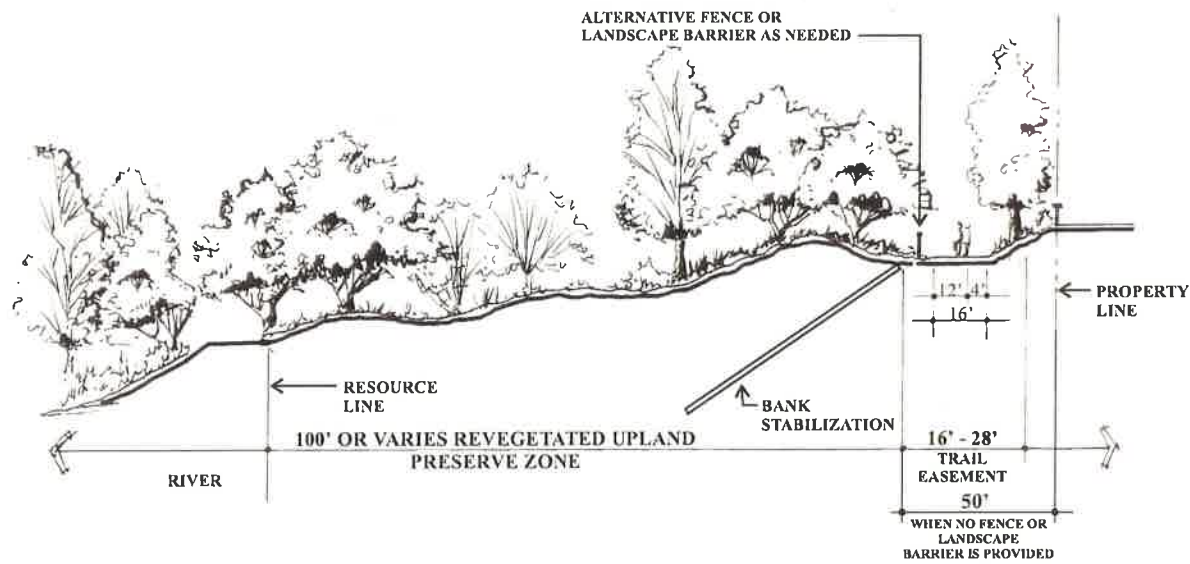 ALTERNATIVE FENCE OR
LANDSCAPE BARRIER AS NEEDED
12' 4'
16'
PROPERTY
LINE
RESOURCE
LINE
BANK
STABILIZATION
100' OR VARIES REVEGETATED UPLAND
PRESERVE ZONE
RIVER
16' - 28'
TRAIL
EASEMENT
50'
WHEN NO FENCE OR
LANDSCAPE
BARRIER IS PROVIDED